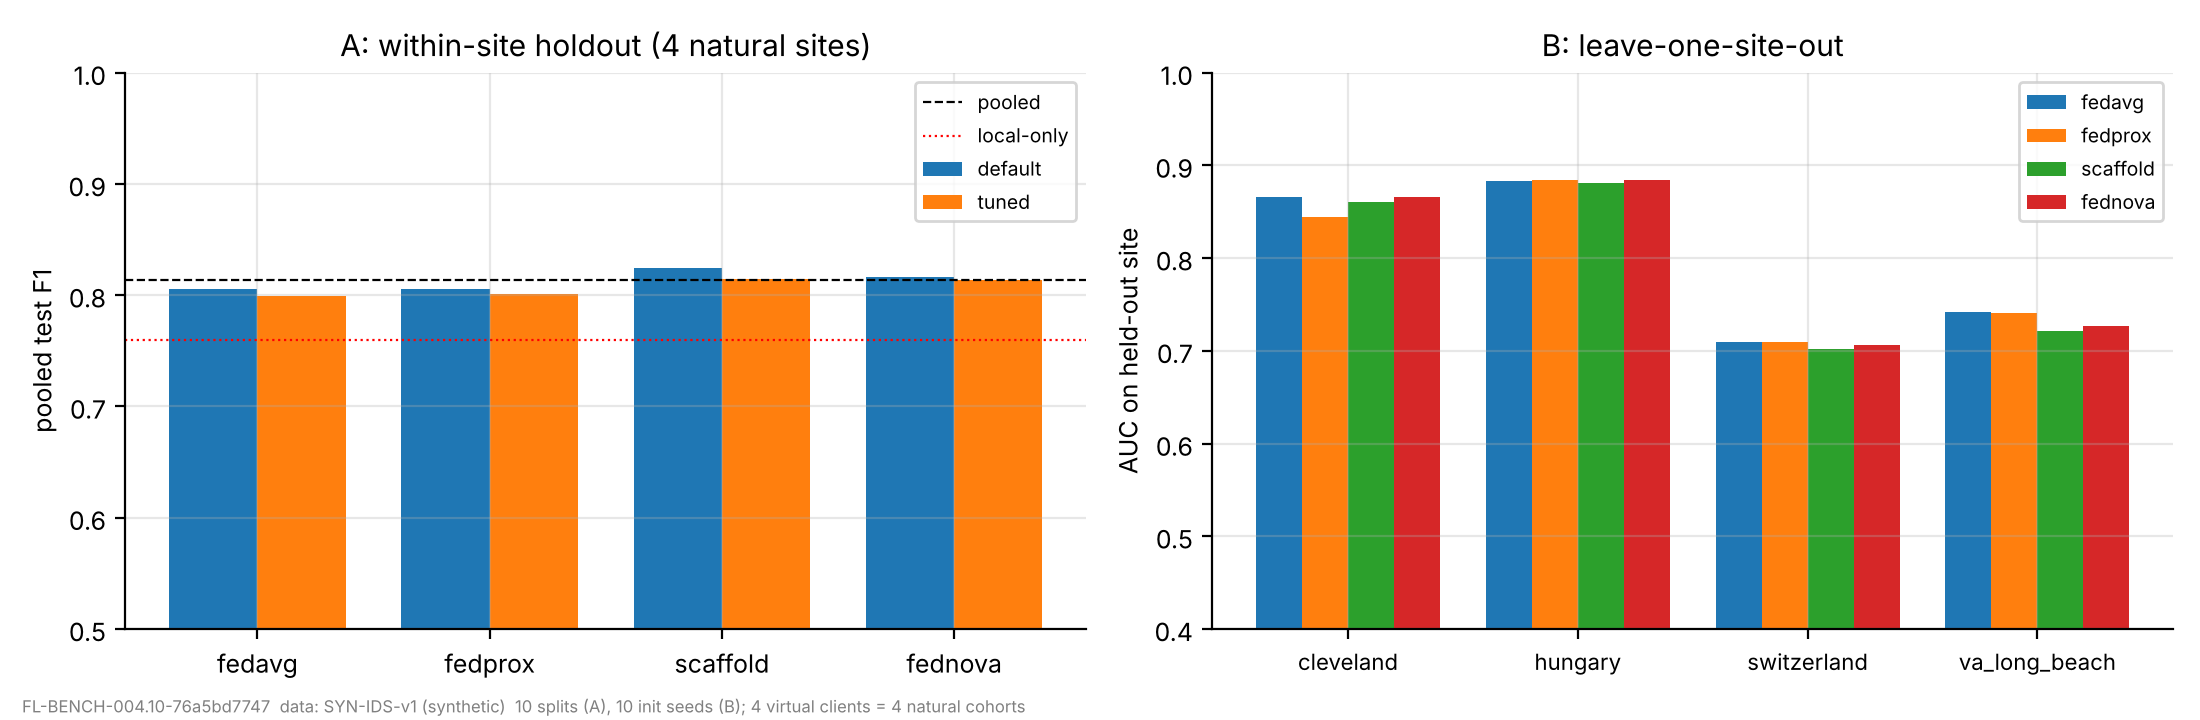 A: within-site holdout (4 natural sites)
pooled test F1
1.0
0.9
0.8
0.7
0.6
0.5
pooled
local-only
default
tuned
fedavg
fedprox
scaffold
fednova
B: leave-one-site-out
AUC on held-out site
1.0
0.9
0.8
0.7
0.6
0.5
0.4
fedavg
fedprox
scaffold
fednova
cleveland
hungary
switzerland
va_long_beach
FL-BENCH-004.10-76a5bd7747 data: SYN-IDS-v1 (synthetic) 10 splits (A), 10 init seeds (B); 4 virtual clients = 4 natural cohorts